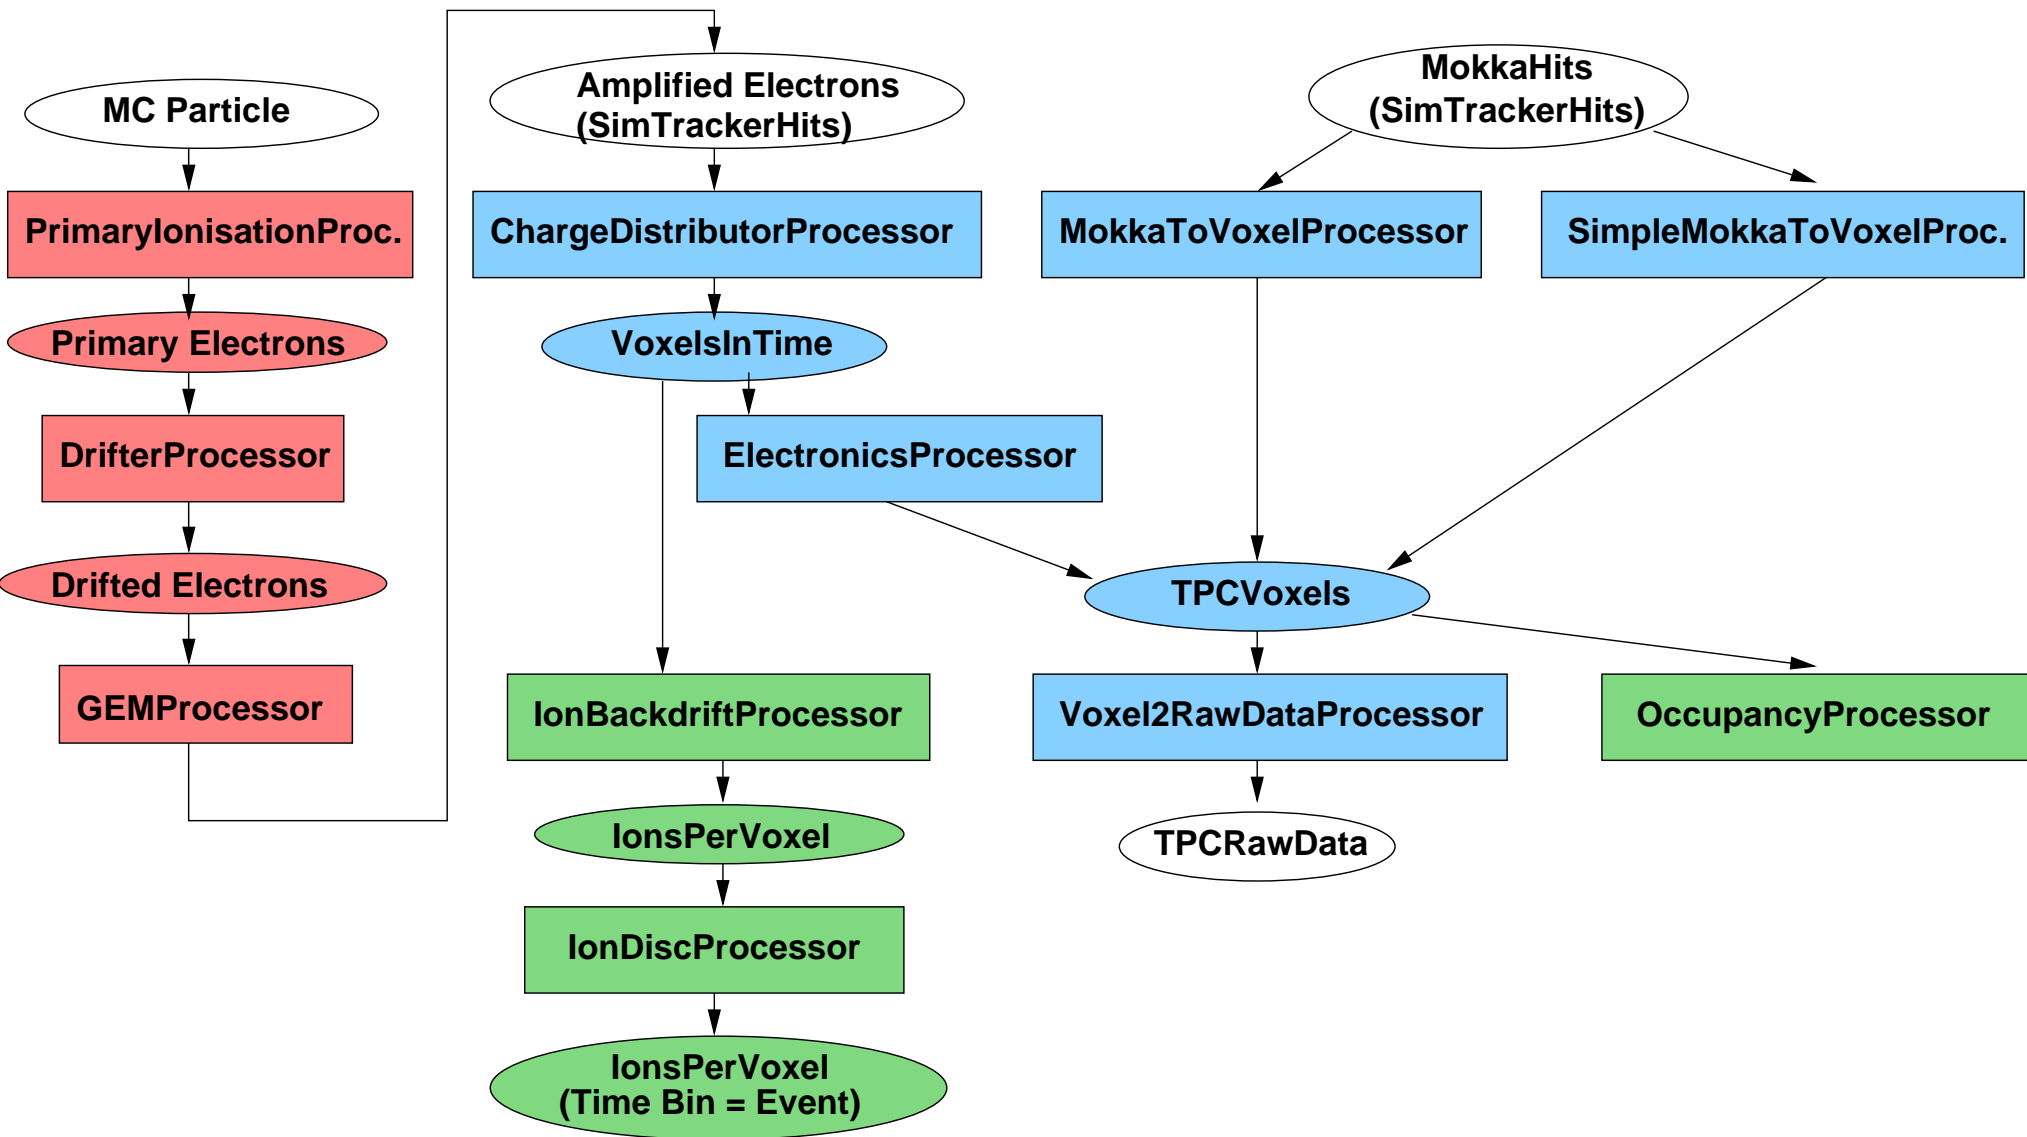 MC Particle
PrimaryIonisationProc.
Primary Electrons
DrifterProcessor
Drifted Electrons
GEMProcessor
Amplified Electrons
(SimTrackerHits)
ChargeDistributorProcessor
VoxelsInTime
ElectronicsProcessor
IonBackdriftProcessor
IonsPerVoxel
IonDiscProcessor
IonsPerVoxel
(Time Bin = Event)
MokkaHits
(SimTrackerHits)
MokkaToVoxelProcessor
SimpleMokkaToVoxelProc.
TPCVoxels
Voxel2RawDataProcessor
OccupancyProcessor
TPCRawData